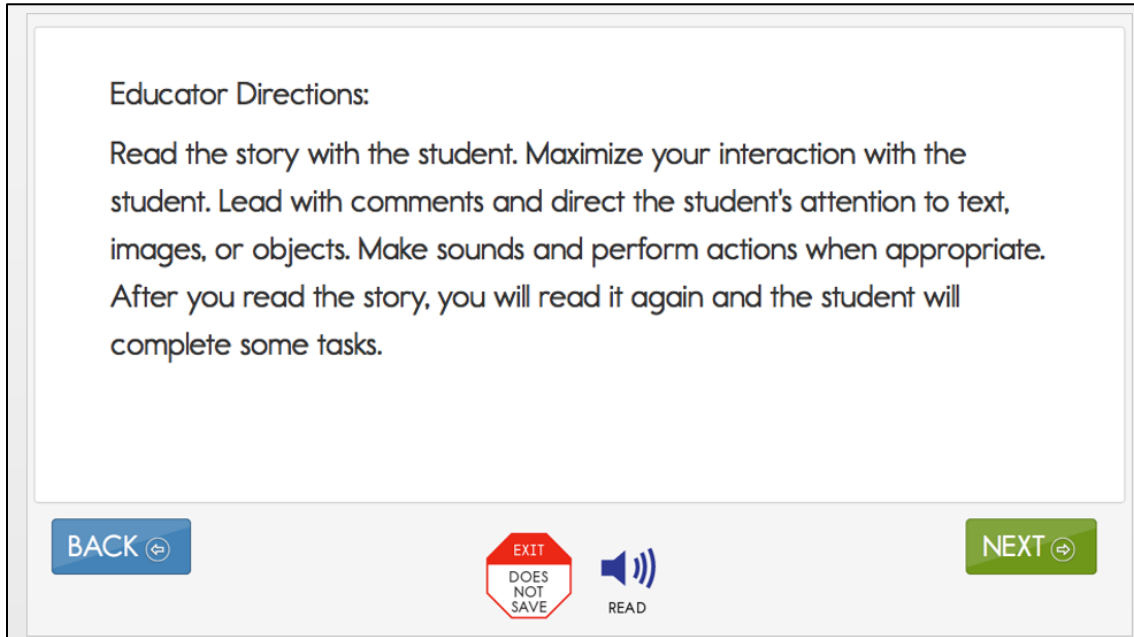 Educator Directions:
Read the story with the student. Maximize your interaction with the
student. Lead with comments and direct the student's attention to text,
images, or objects. Make sounds and perform actions when appropriate.
After you read the story, you will read it again and the student will
complete some tasks.
BACK
EXIT
DOES
NOT
SAVE
READ
NEXT